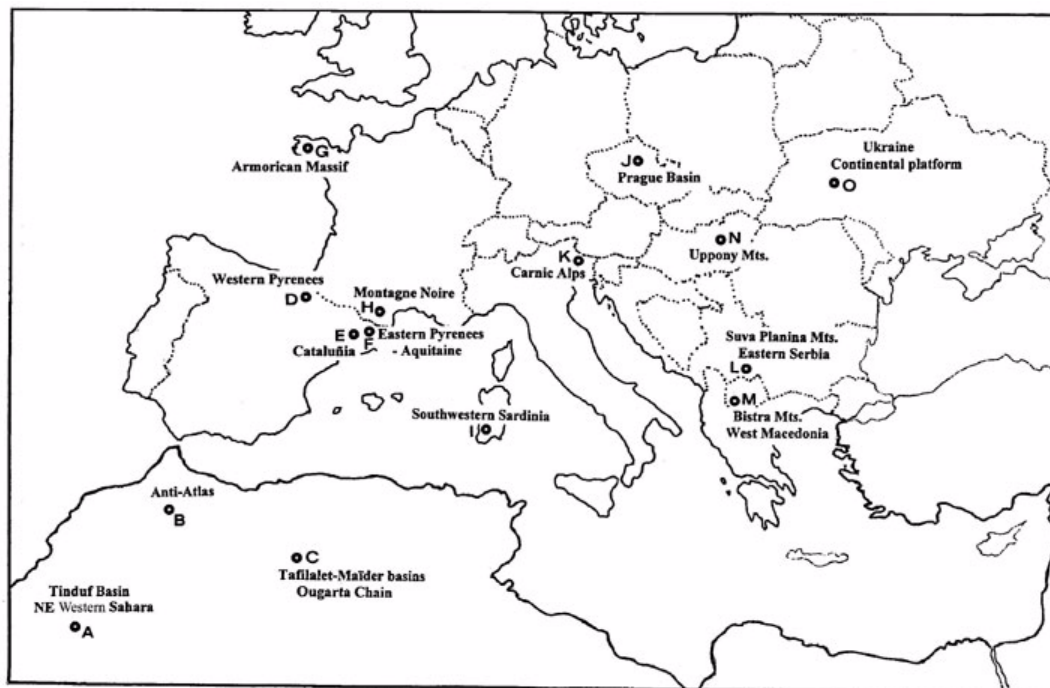 G
Armorican Massif
J
Prague Basin
Ukraine
Continental platform
O
N
Uppony Mts.
K
Carnic Alps
Western Pyrenees
D
Montagne Noire
H
E
F
Eastern Pyrenees
- Aquitaine
Cataluñia
Suva Planina Mts.
Eastern Serbia
L
M
Bistra Mts.
West Macedonia
Southwestern Sardinia
I
Anti-Atlas
B
C
Tafilalet-Maïder basins
Ougarta Chain
Tinduf Basin
NE Western Sahara
A